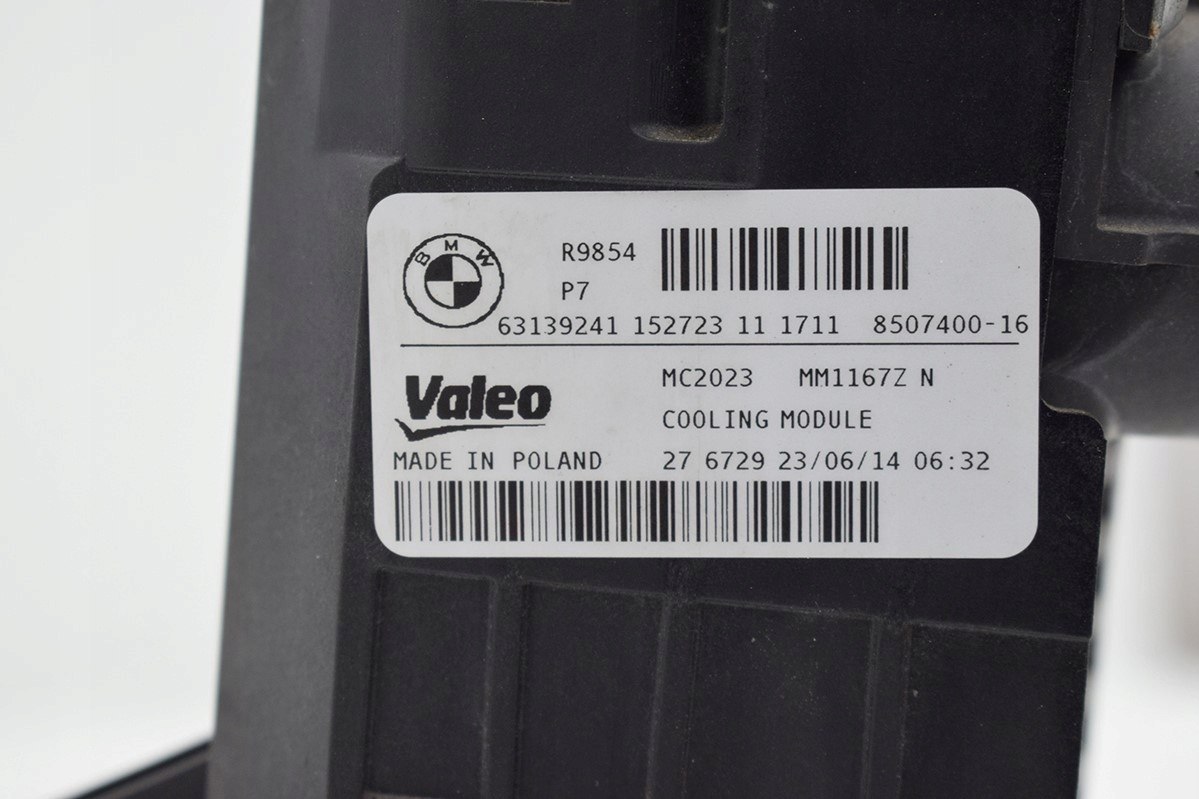 BMW
R9854
P7
63139241 152723 11 1711 8507400-16
Valeo
MC2023 MM1167Z N
COOLING MODULE
MADE IN POLAND 27 6729 23/06/14 06:32